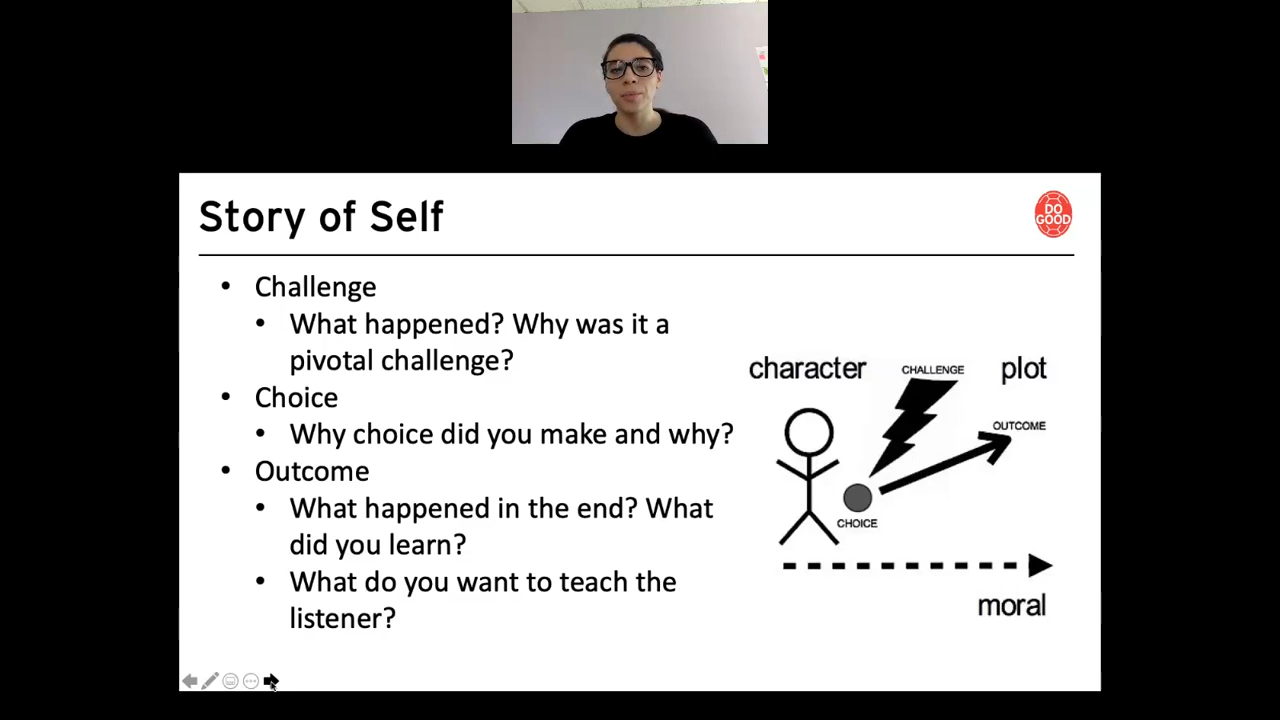 Story of Self
DO
GOOD
• Challenge
• What happened? Why was it a
pivotal challenge?
• Choice
• Why choice did you make and why?
• Outcome
• What happened in the end? What
did you learn?
• What do you want to teach the
listener?
character
CHALLENGE
plot
OUTCOME
CHOICE
moral